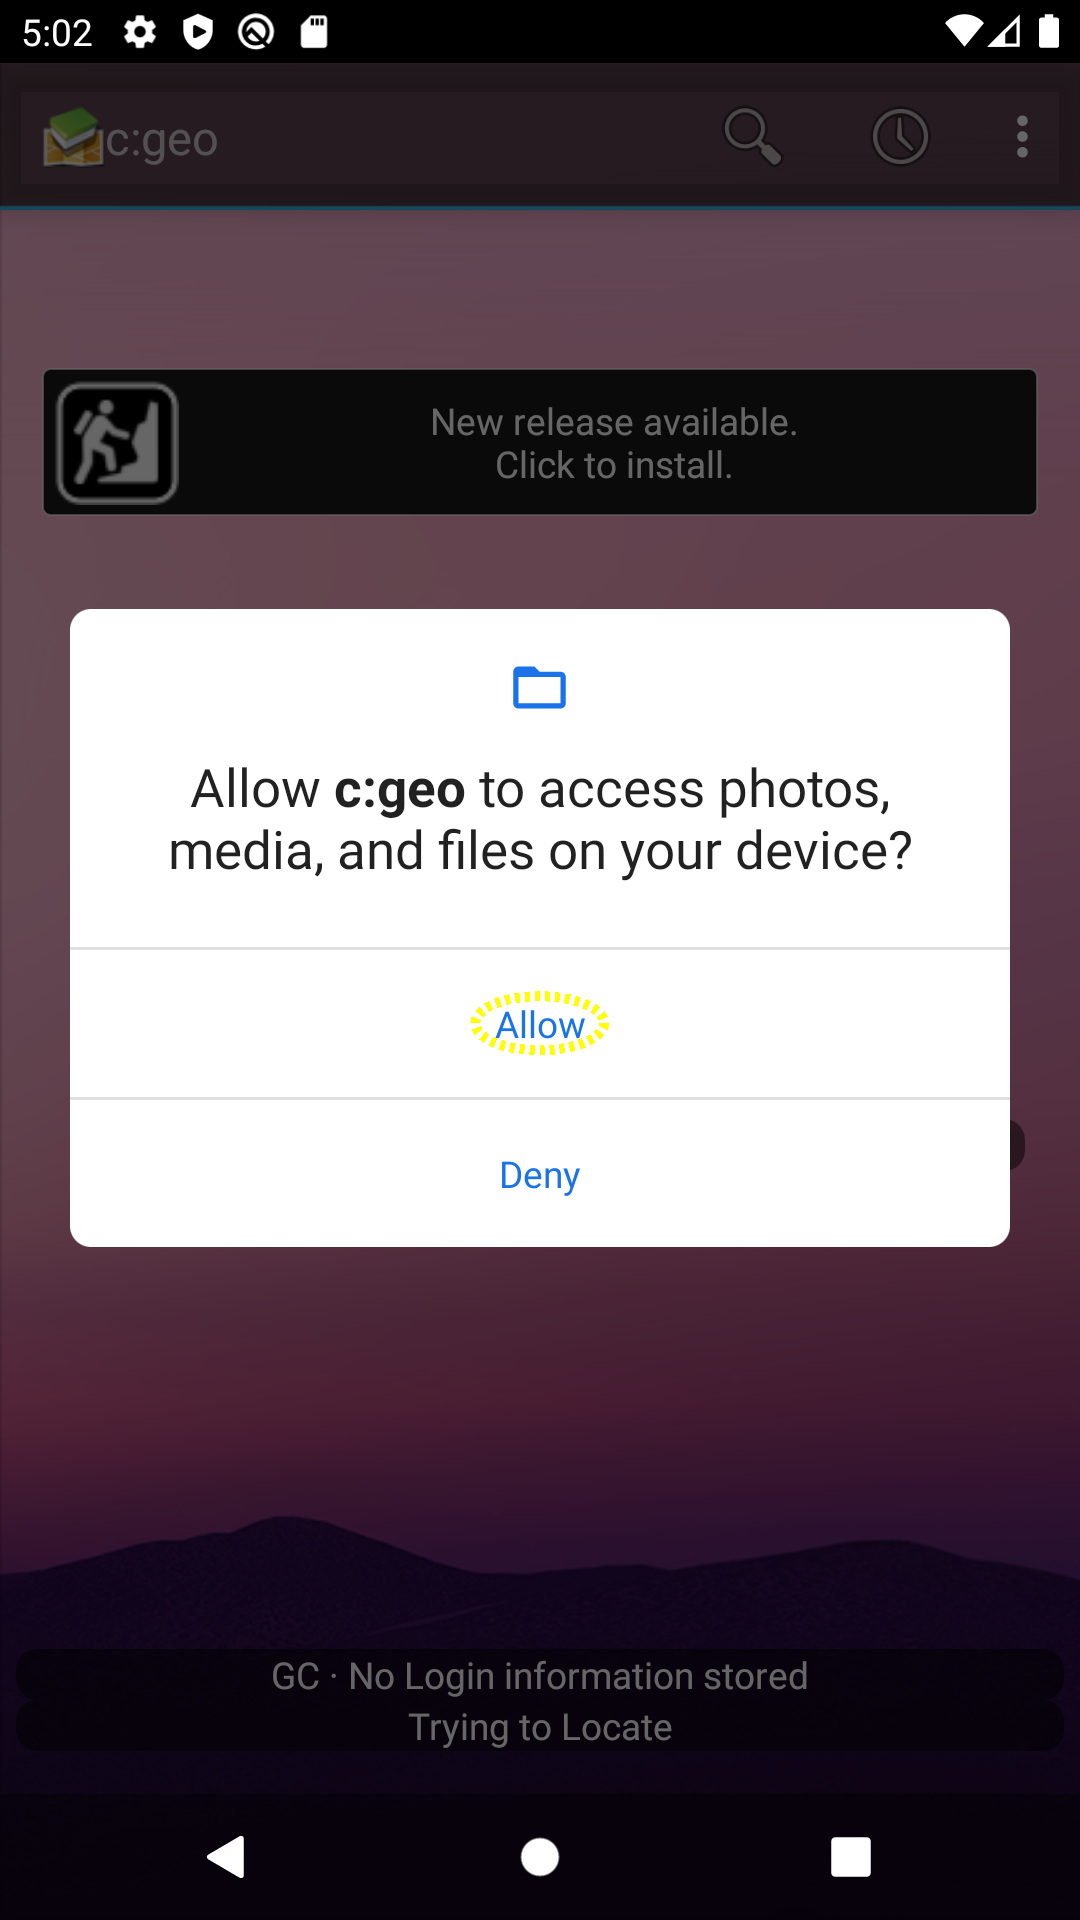 5:02
c:geo
New release available.
Click to install.
Allow c:geo to access photos,
media, and files on your device?
Allow
Deny
GC · No Login information stored
Trying to Locate